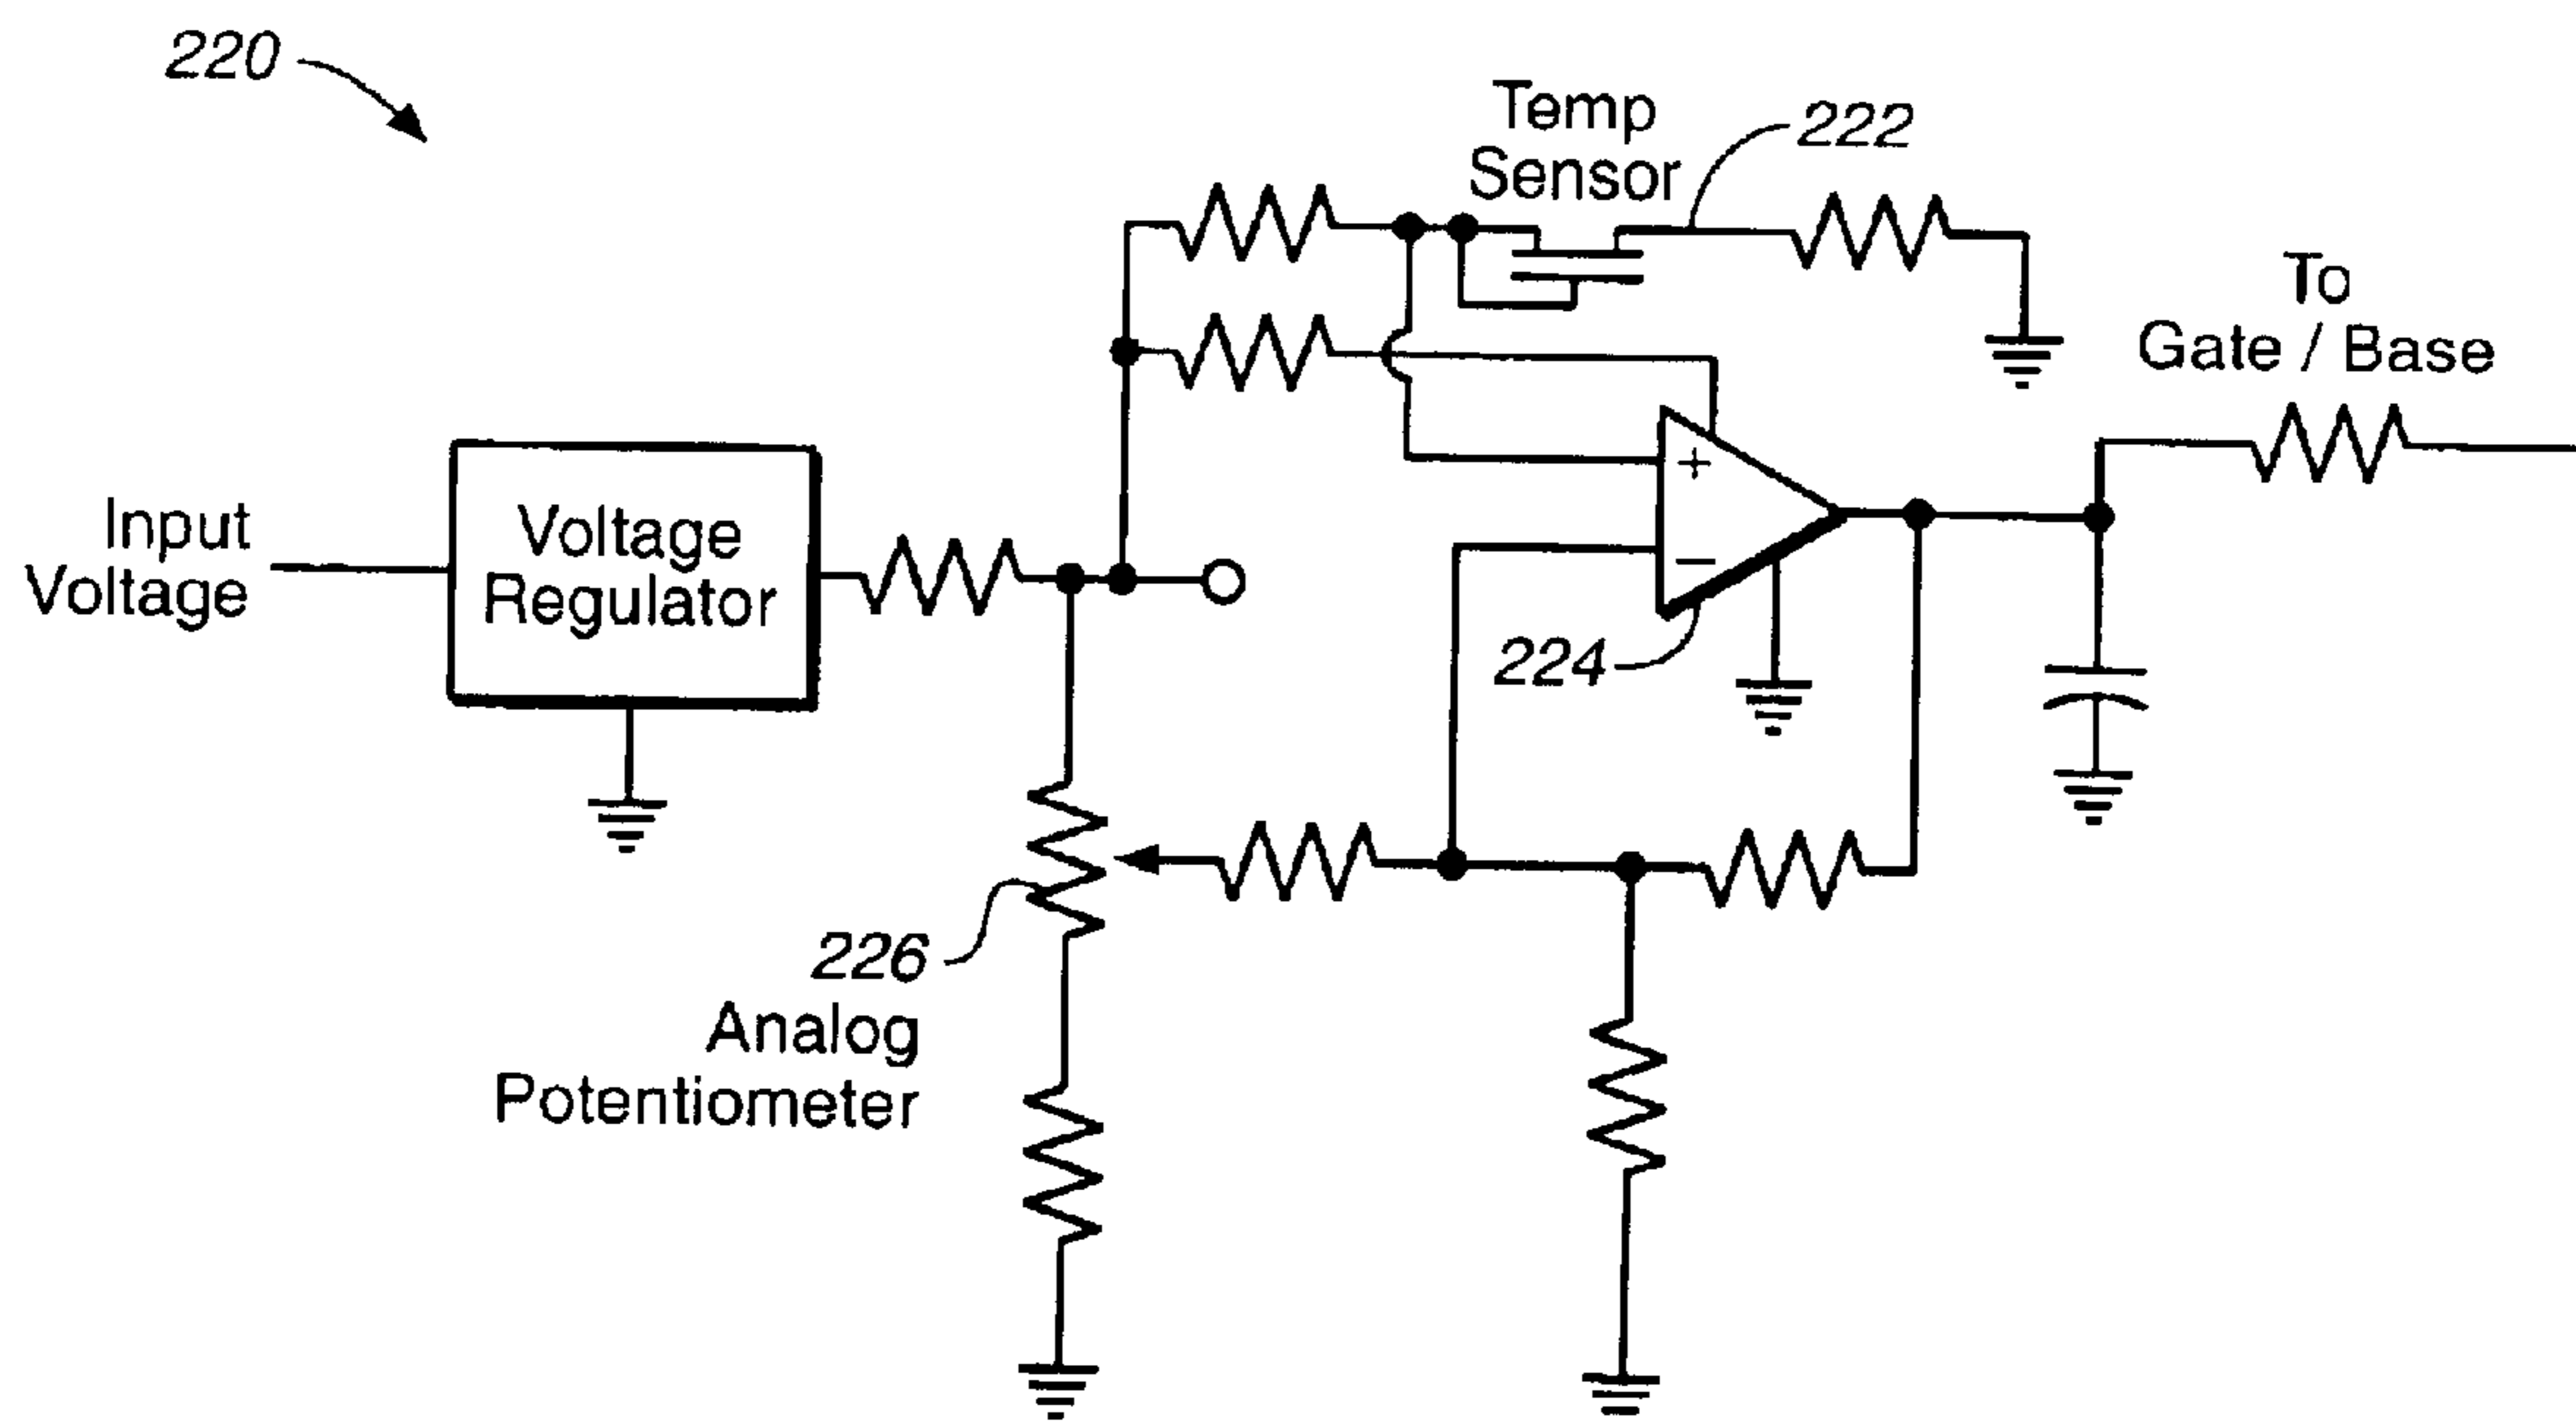 220
Temp
Sensor
222
To
Gate / Base
Input
Voltage
Voltage
Regulator
+
−
224
226
Analog
Potentiometer